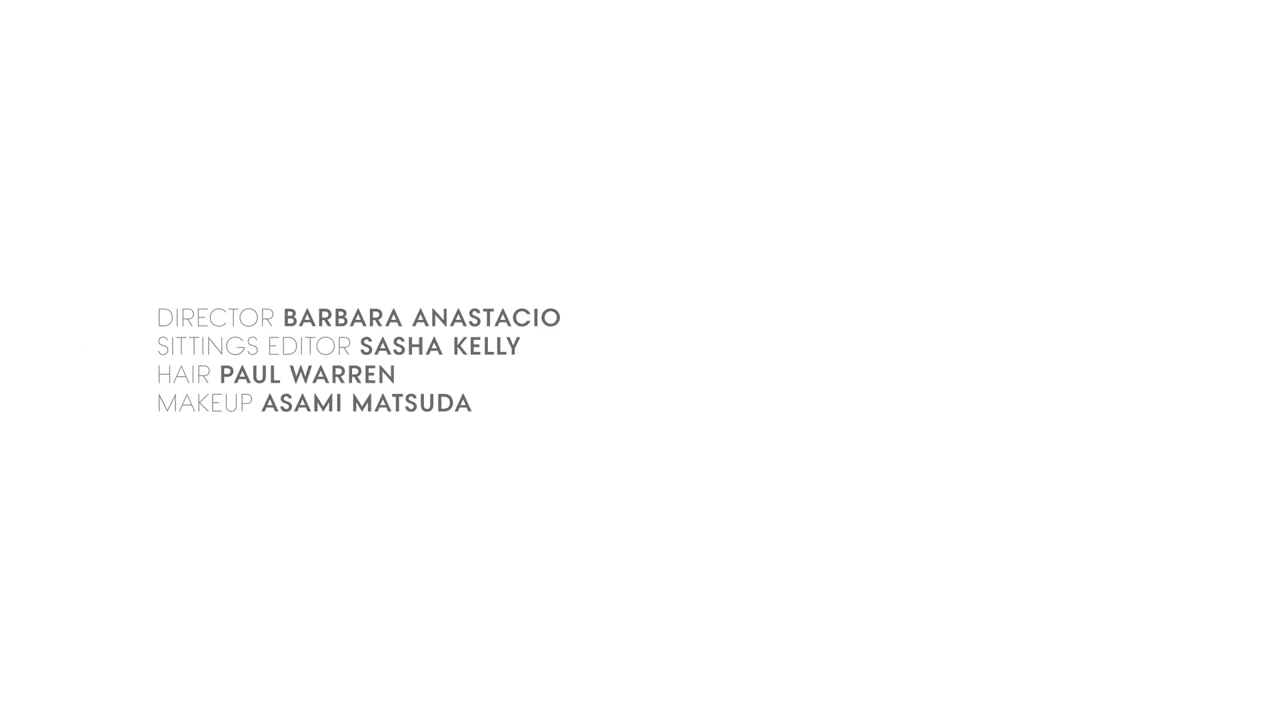 DIRECTOR BARBARA ANASTACIO
SITTINGS EDITOR SASHA KELLY
HAIR PAUL WARREN
MAKEUP ASAMI MATSUDA